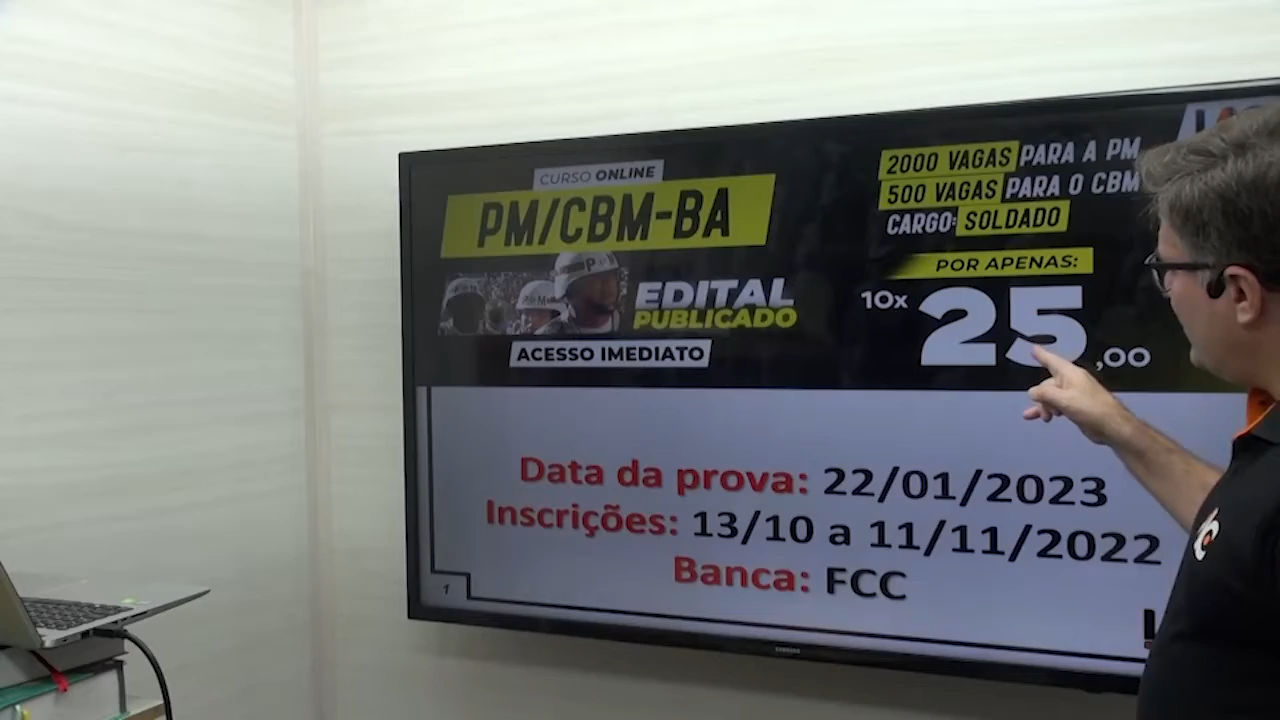 CURSO ONLINE
PM/CBM-BA
EDITAL
PUBLICADO
ACESSO IMEDIATO
2000 VAGAS PARA A PM
500 VAGAS PARA O CBM
CARGO: SOLDADO
POR APENAS:
10x 25,00
Data da prova: 22/01/2023
Inscrições: 13/10 a 11/11/2022
Banca: FCC
1
SAMSUNG